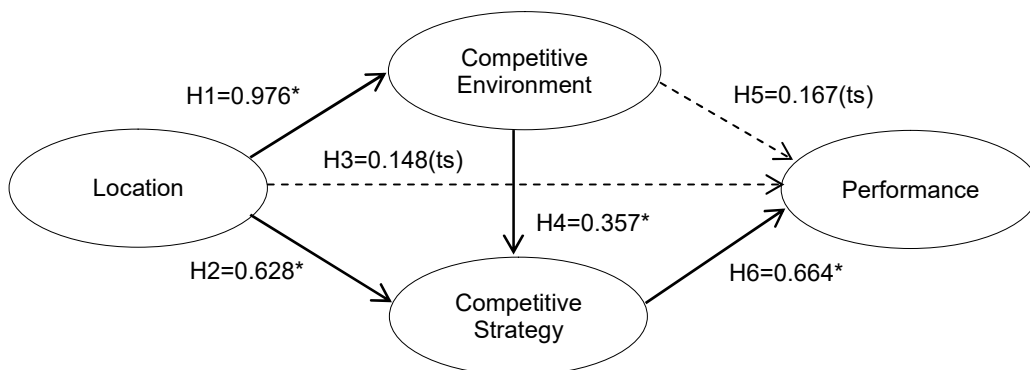 Competitive
Environment
H1=0.976*
H5=0.167(ts)
H3=0.148(ts)
Location
Performance
H4=0.357*
H2=0.628*
H6=0.664*
Competitive
Strategy